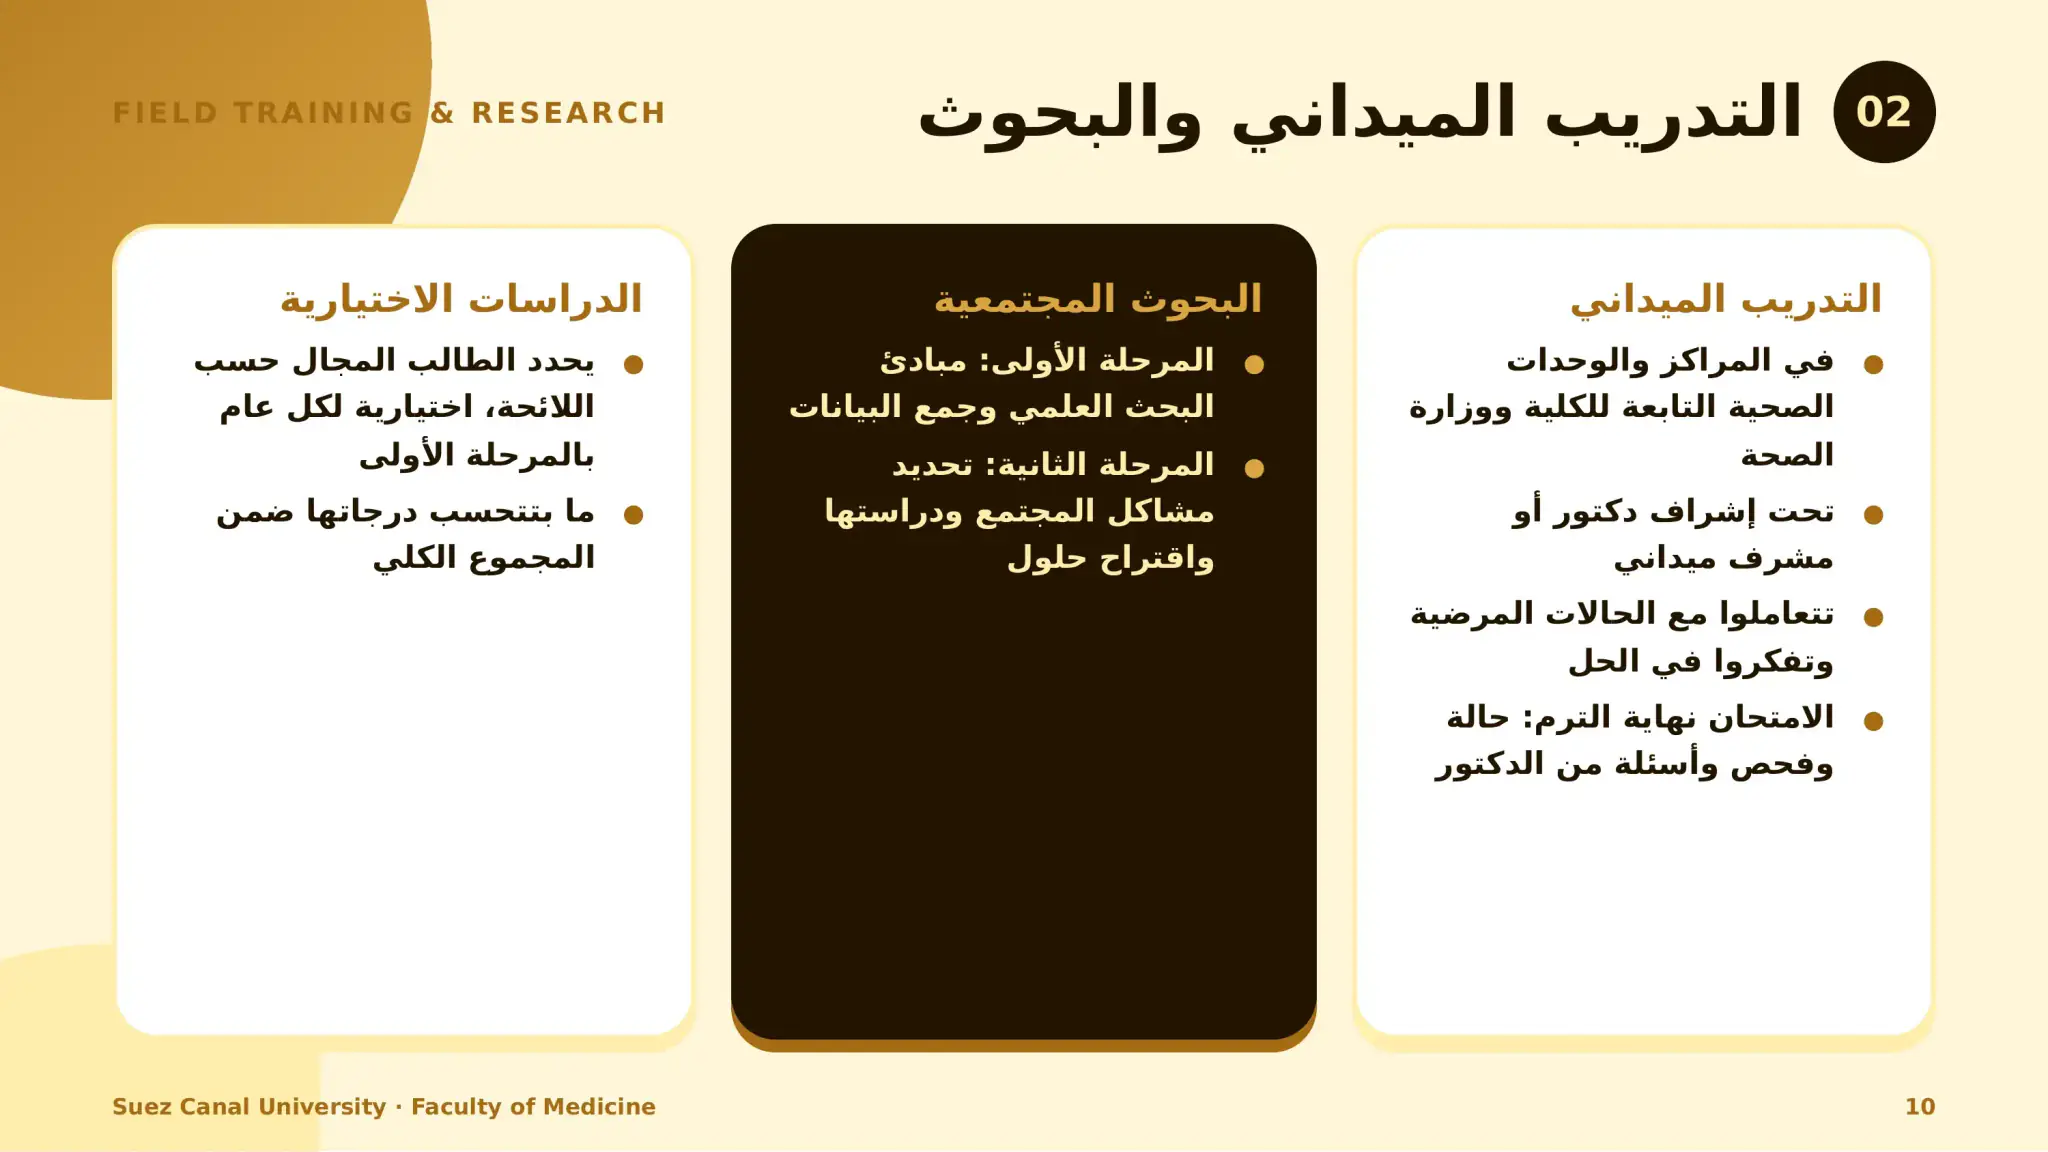 02
التدريب الميداني والبحوث
FIELD TRAINING & RESEARCH
التدريب الميداني
في المراكز والوحدات
الصحية التابعة للكلية ووزارة
الصحة
تحت إشراف دكتور أو
مشرف ميداني
تتعاملوا مع الحالات المرضية
وتفكروا في الحل
الامتحان نهاية الترم: حالة
وفحص وأسئلة من الدكتور
البحوث المجتمعية
المرحلة الأولى: مبادئ
البحث العلمي وجمع البيانات
المرحلة الثانية: تحديد
مشاكل المجتمع ودراستها
واقتراح حلول
الدراسات الاختيارية
يحدد الطالب المجال حسب
اللائحة، اختيارية لكل عام
بالمرحلة الأولى
ما بتتحسب درجاتها ضمن
المجموع الكلي
Suez Canal University · Faculty of Medicine
10